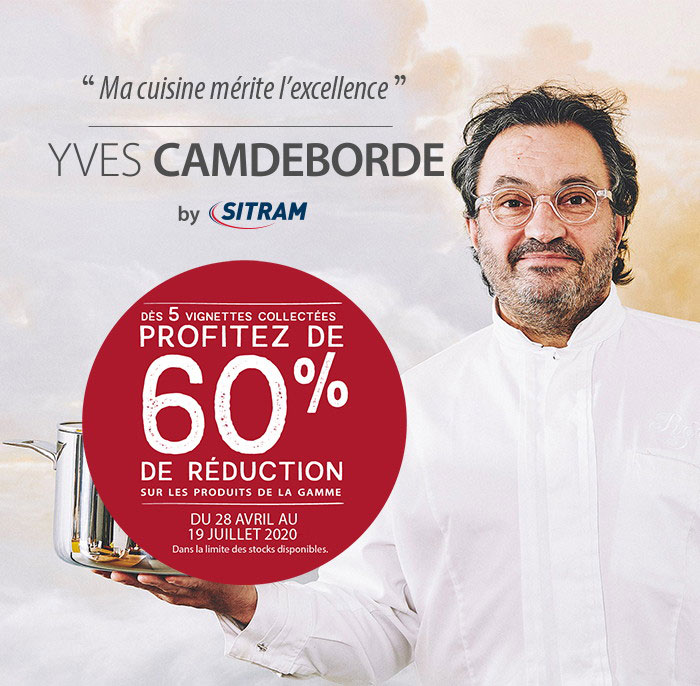 “ Ma cuisine mérite l’excellence ”
YVES CAMDEBORDE
by SITRAM
DÈS 5 VIGNETTES COLLECTÉES
PROFITEZ DE
60%
DE RÉDUCTION
SUR LES PRODUITS DE LA GAMME
DU 28 AVRIL AU
19 JUILLET 2020
Dans la limite des stocks disponibles.